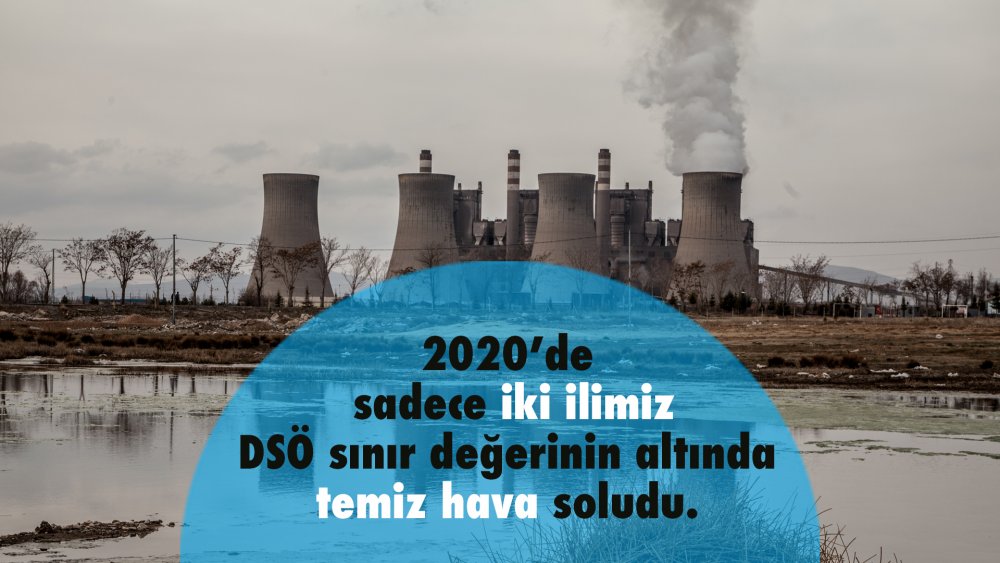 2020’de
sadece iki ilimiz
DSÖ sınır değerinin altında
temiz hava soludu.